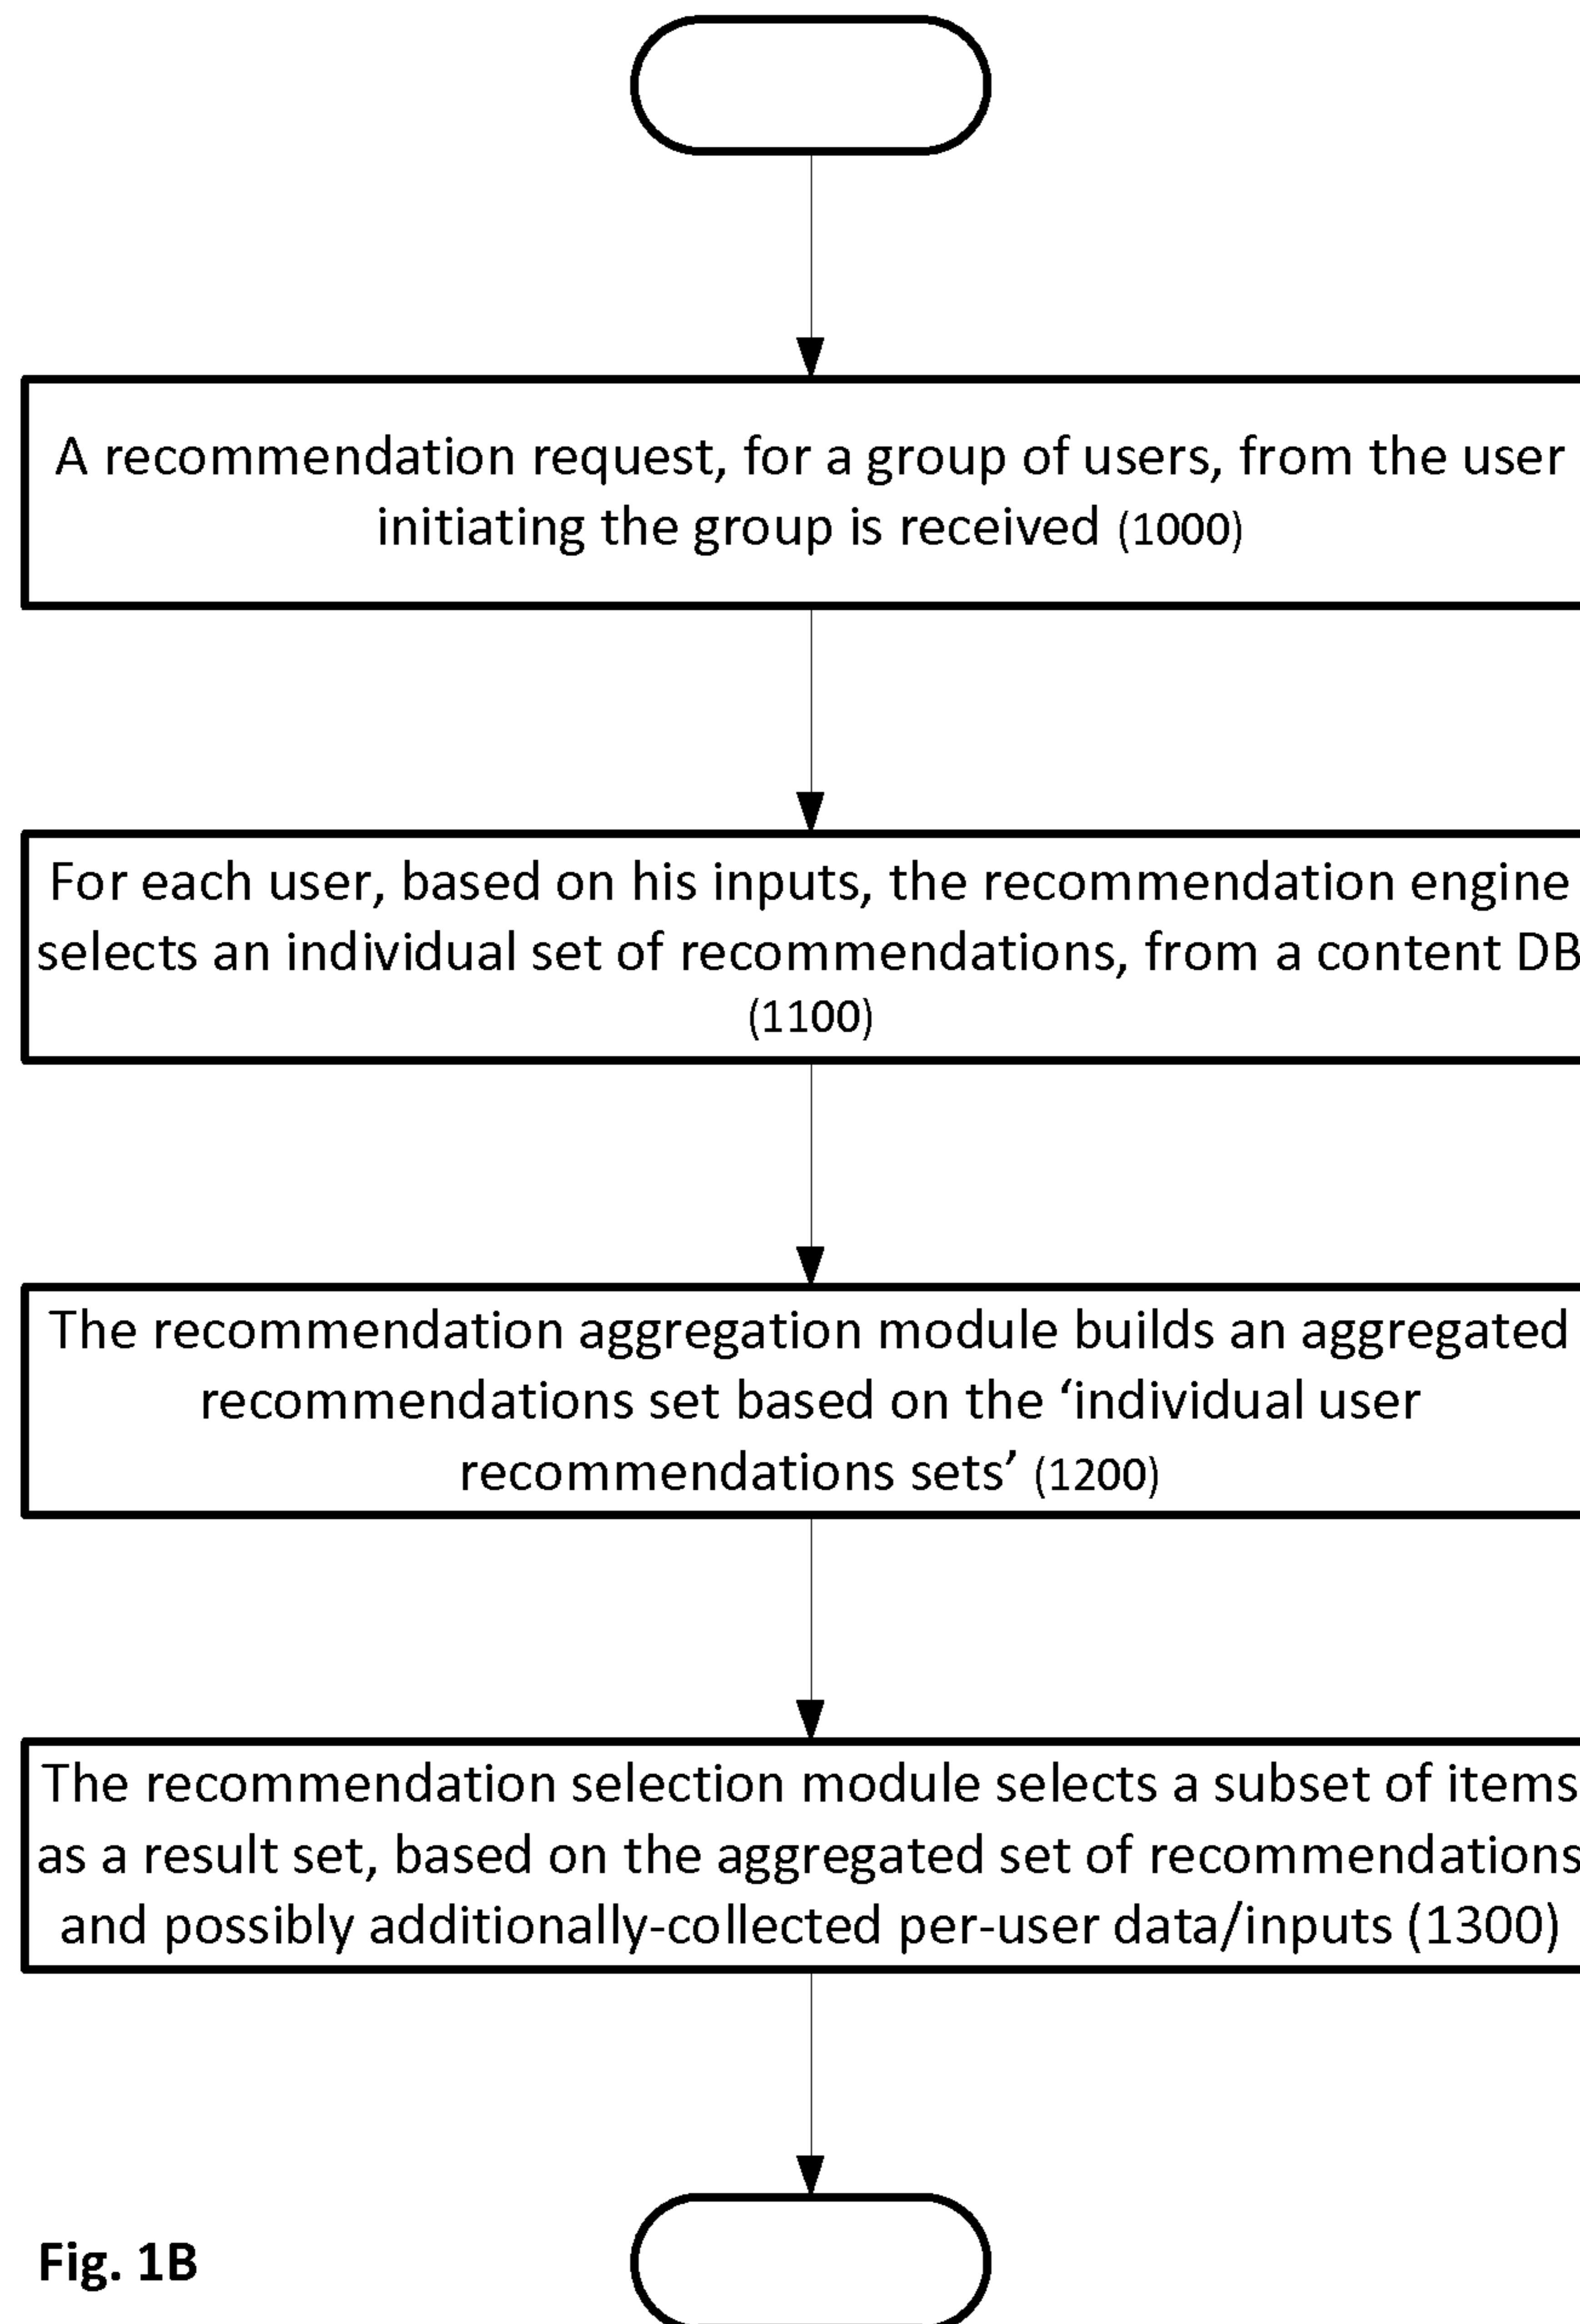 A recommendation request, for a group of users, from the user
initiating the group is received (1000)
For each user, based on his inputs, the recommendation engine
selects an individual set of recommendations, from a content DB
(1100)
The recommendation aggregation module builds an aggregated
recommendations set based on the ‘individual user
recommendations sets’ (1200)
The recommendation selection module selects a subset of items
as a result set, based on the aggregated set of recommendations
and possibly additionally-collected per-user data/inputs (1300)
Fig. 1B